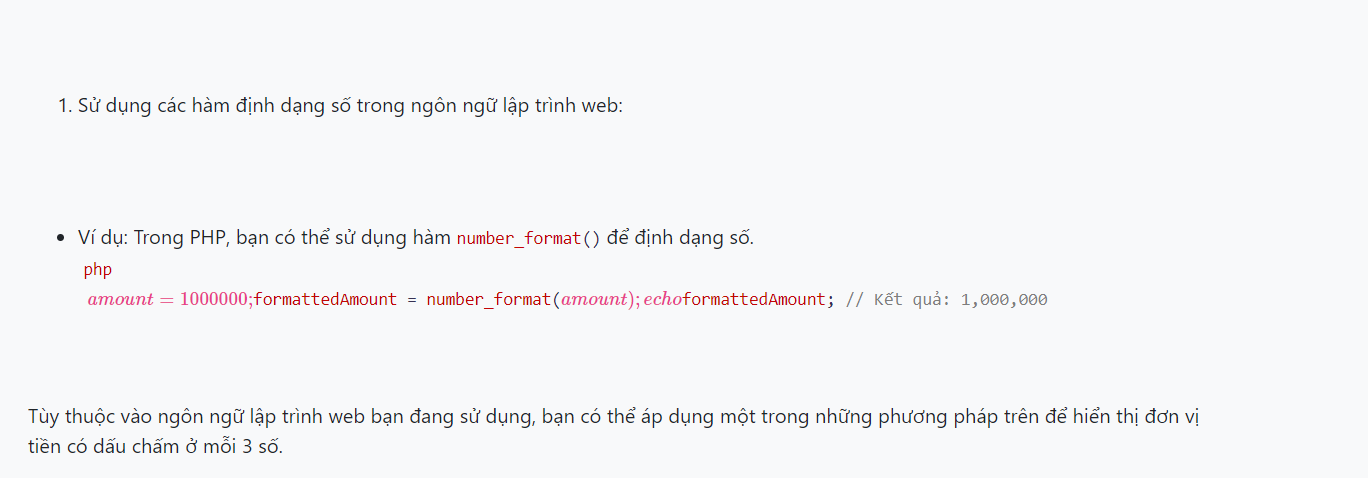 1. Sử dụng các hàm định dạng số trong ngôn ngữ lập trình web:
• Ví dụ: Trong PHP, bạn có thể sử dụng hàm number_format() để định dạng số.
php
amount = 1000000;formattedAmount = number_format(amount);echoformattedAmount; // Kết quả: 1,000,000
Tùy thuộc vào ngôn ngữ lập trình web bạn đang sử dụng, bạn có thể áp dụng một trong những phương pháp trên để hiển thị đơn vị
tiền có dấu chấm ở mỗi 3 số.